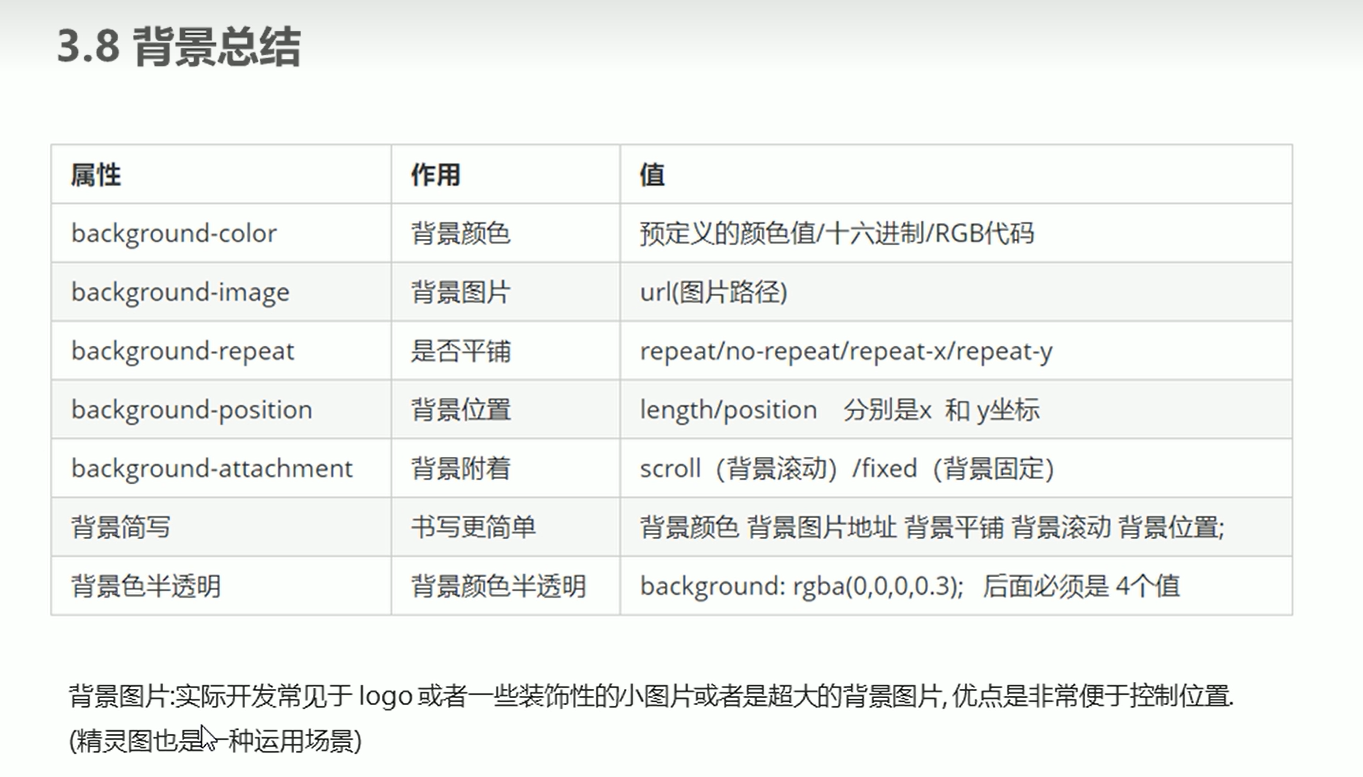 3.8 背景总结
属性 作用 值
background-color 背景颜色 预定义的颜色值/十六进制/RGB代码
background-image 背景图片 url(图片路径)
background-repeat 是否平铺 repeat/no-repeat/repeat-x/repeat-y
background-position 背景位置 length/position 分别是x 和 y坐标
background-attachment 背景附着 scroll（背景滚动）/fixed（背景固定）
背景简写 书写更简单 背景颜色 背景图片地址 背景平铺 背景滚动 背景位置;
背景色半透明 背景颜色半透明 background: rgba(0,0,0,0.3); 后面必须是 4个值
背景图片:实际开发常见于 logo 或者一些装饰性的小图片或者是超大的背景图片, 优点是非常便于控制位置.
(精灵图也是一种运用场景)